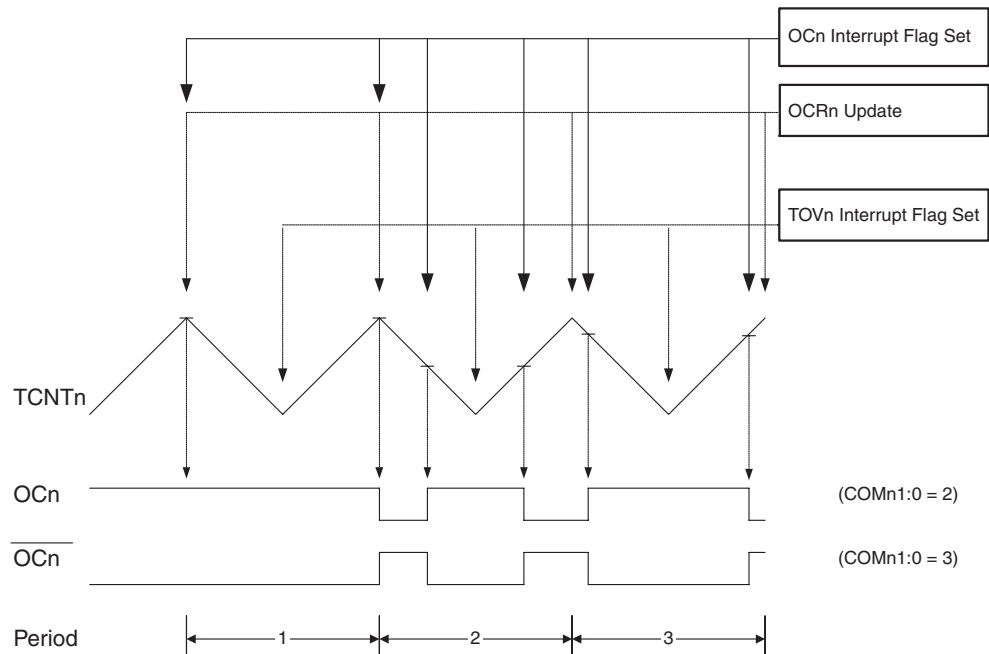 OCn Interrupt Flag Set
OCRn Update
TOVn Interrupt Flag Set
TCNTn
OCn
(COMn1:0 = 2)
OCn
(COMn1:0 = 3)
Period
1
2
3